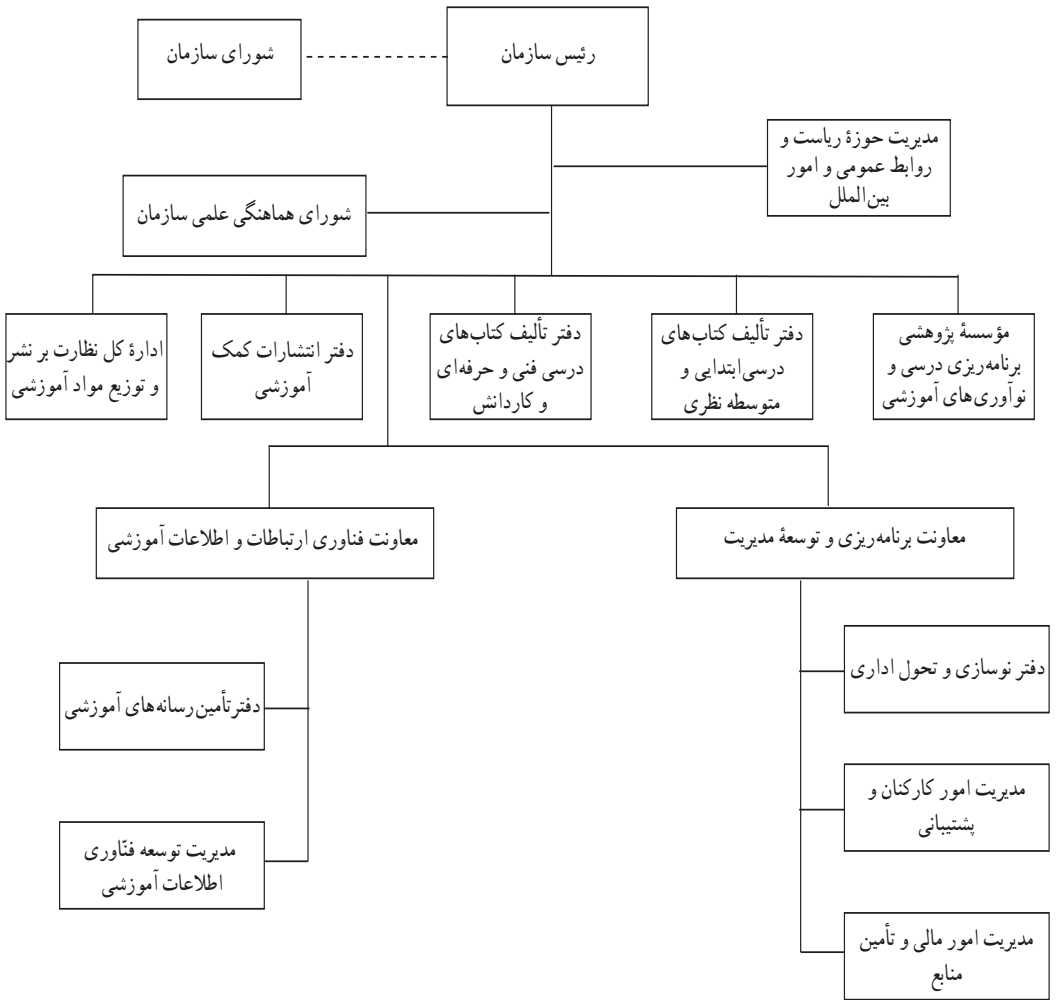 رئیس سازمان
شورای سازمان
مدیریت حوزۀ ریاست و
روابط عمومی و امور
بین‌الملل
شورای هماهنگی علمی سازمان
مؤسسۀ پژوهشی
برنامه‌ریزی درسی و
نوآوری‌های آموزشی
دفتر تألیف کتاب‌های
درسی ابتدایی و
متوسطه نظری
دفتر تألیف کتاب‌های
درسی فنی و حرفه‌ای
و کاردانش
دفتر انتشارات کمک
آموزشی
ادارۀ کل نظارت بر نشر
و توزیع مواد آموزشی
معاونت برنامه‌ریزی و توسعۀ مدیریت
معاونت فناوری ارتباطات و اطلاعات آموزشی
دفتر نوسازی و تحول اداری
مدیریت امور کارکنان و
پشتیبانی
مدیریت امور مالی و تأمین
منابع
دفتر تأمین رسانه‌های آموزشی
مدیریت توسعه فنّاوری
اطلاعات آموزشی